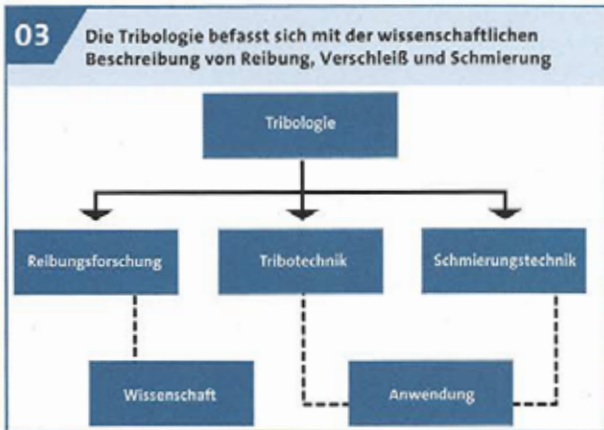 03
Die Tribologie befasst sich mit der wissenschaftlichen
Beschreibung von Reibung, Verschleiß und Schmierung
Tribologie
Reibungsforschung
Tribotechnik
Schmierungstechnik
Wissenschaft
Anwendung